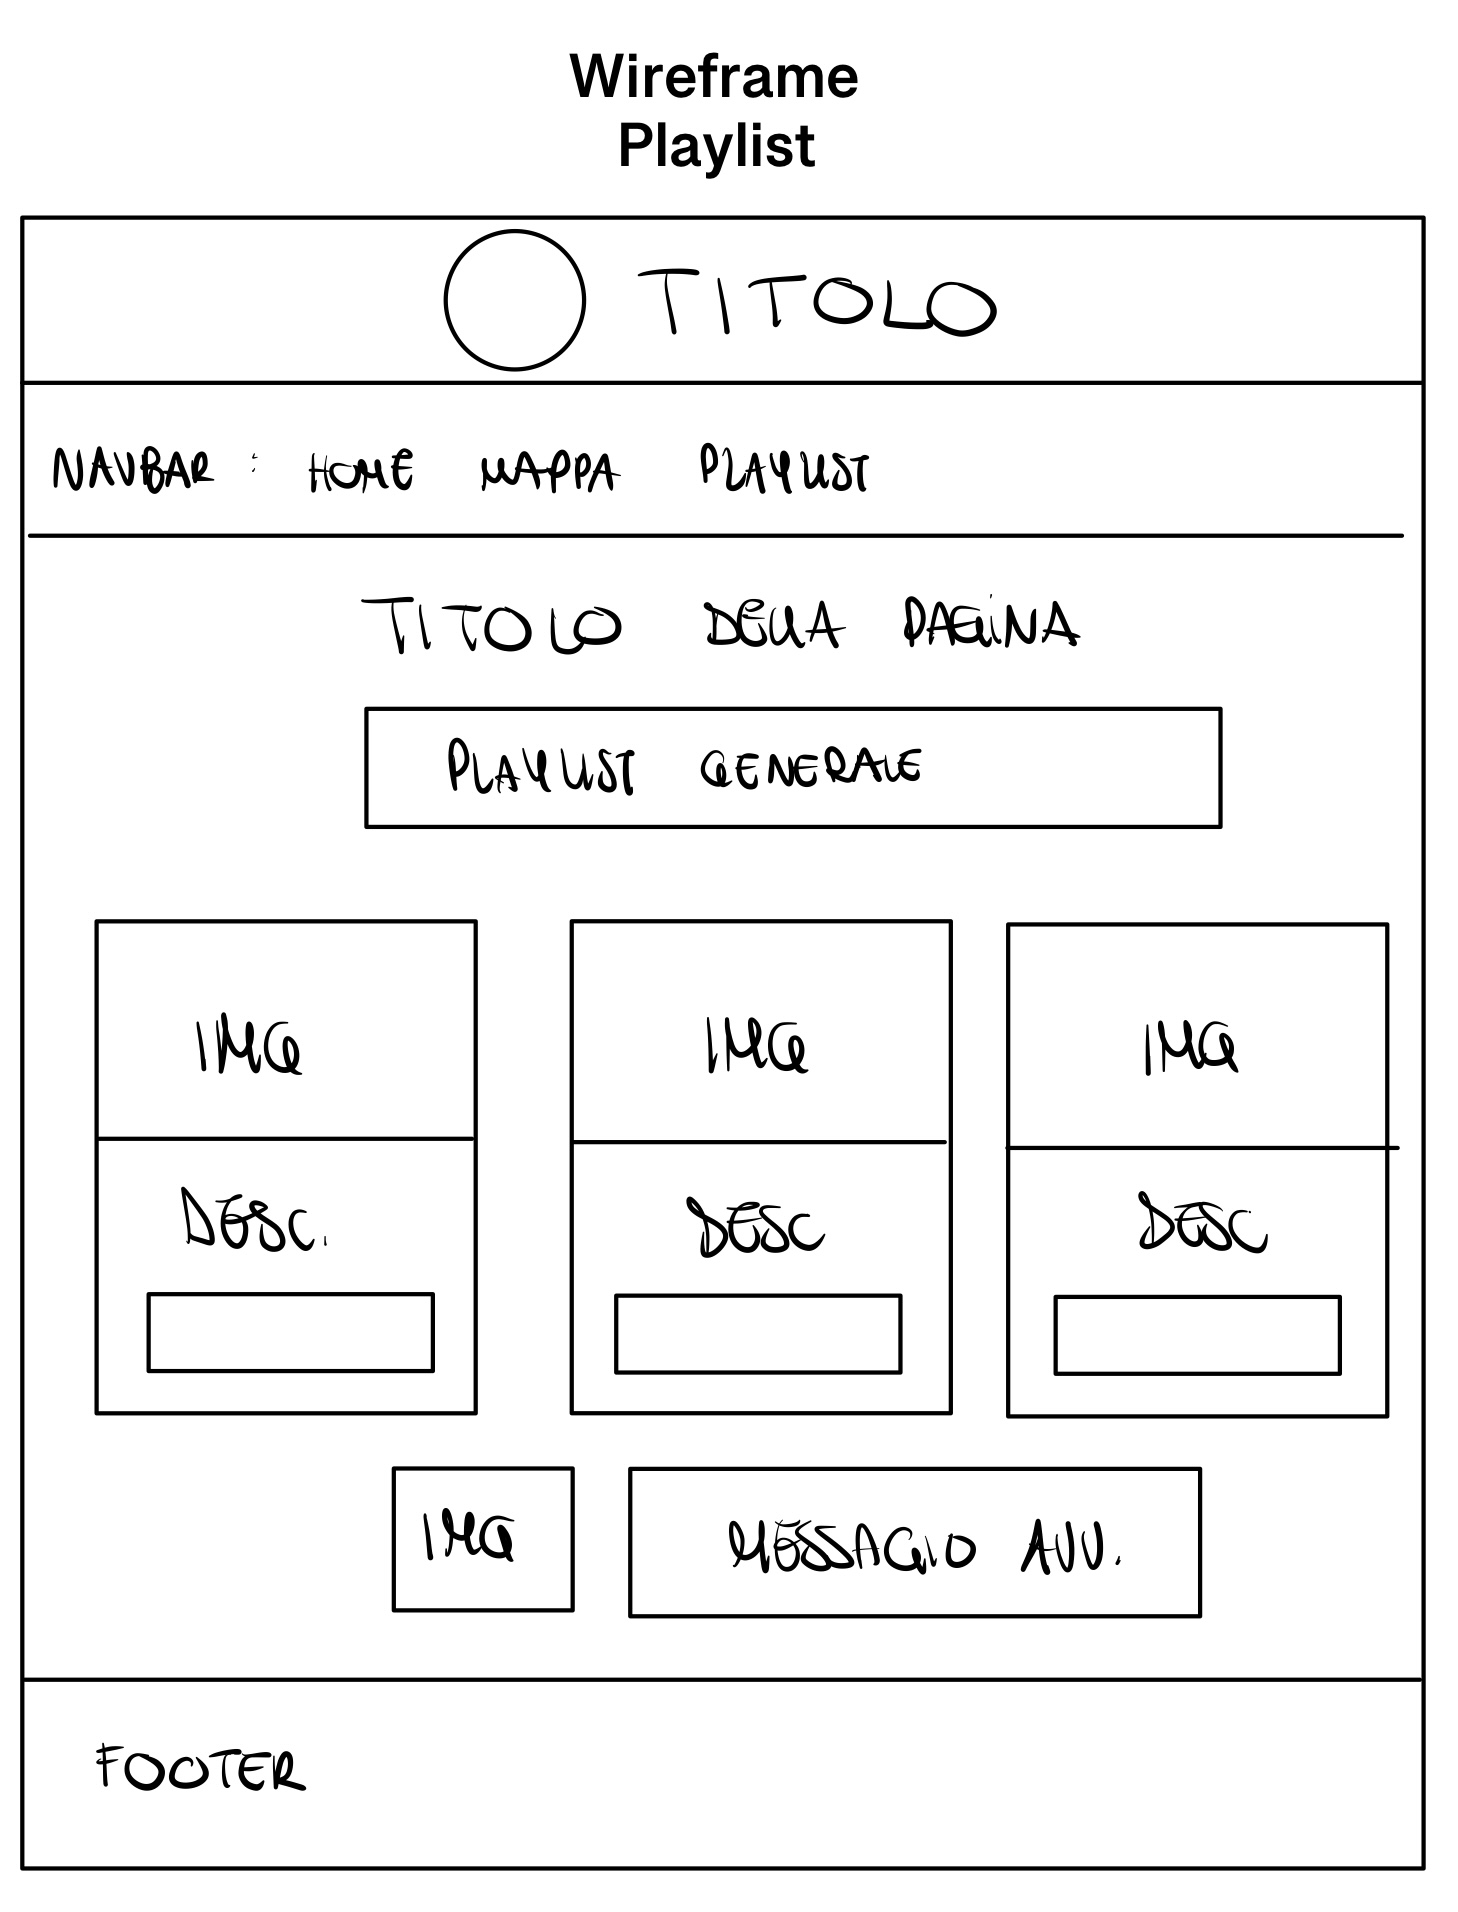 Wireframe
Playlist
TITOLO
NAVBAR : HOME MAPPA PLAYLIST
TITOLO DELLA PAGINA
PLAYLIST GENERALE
IMG IMG IMG
DESC. DESC DESC
IMG MESSAGIO AVV.
FOOTER